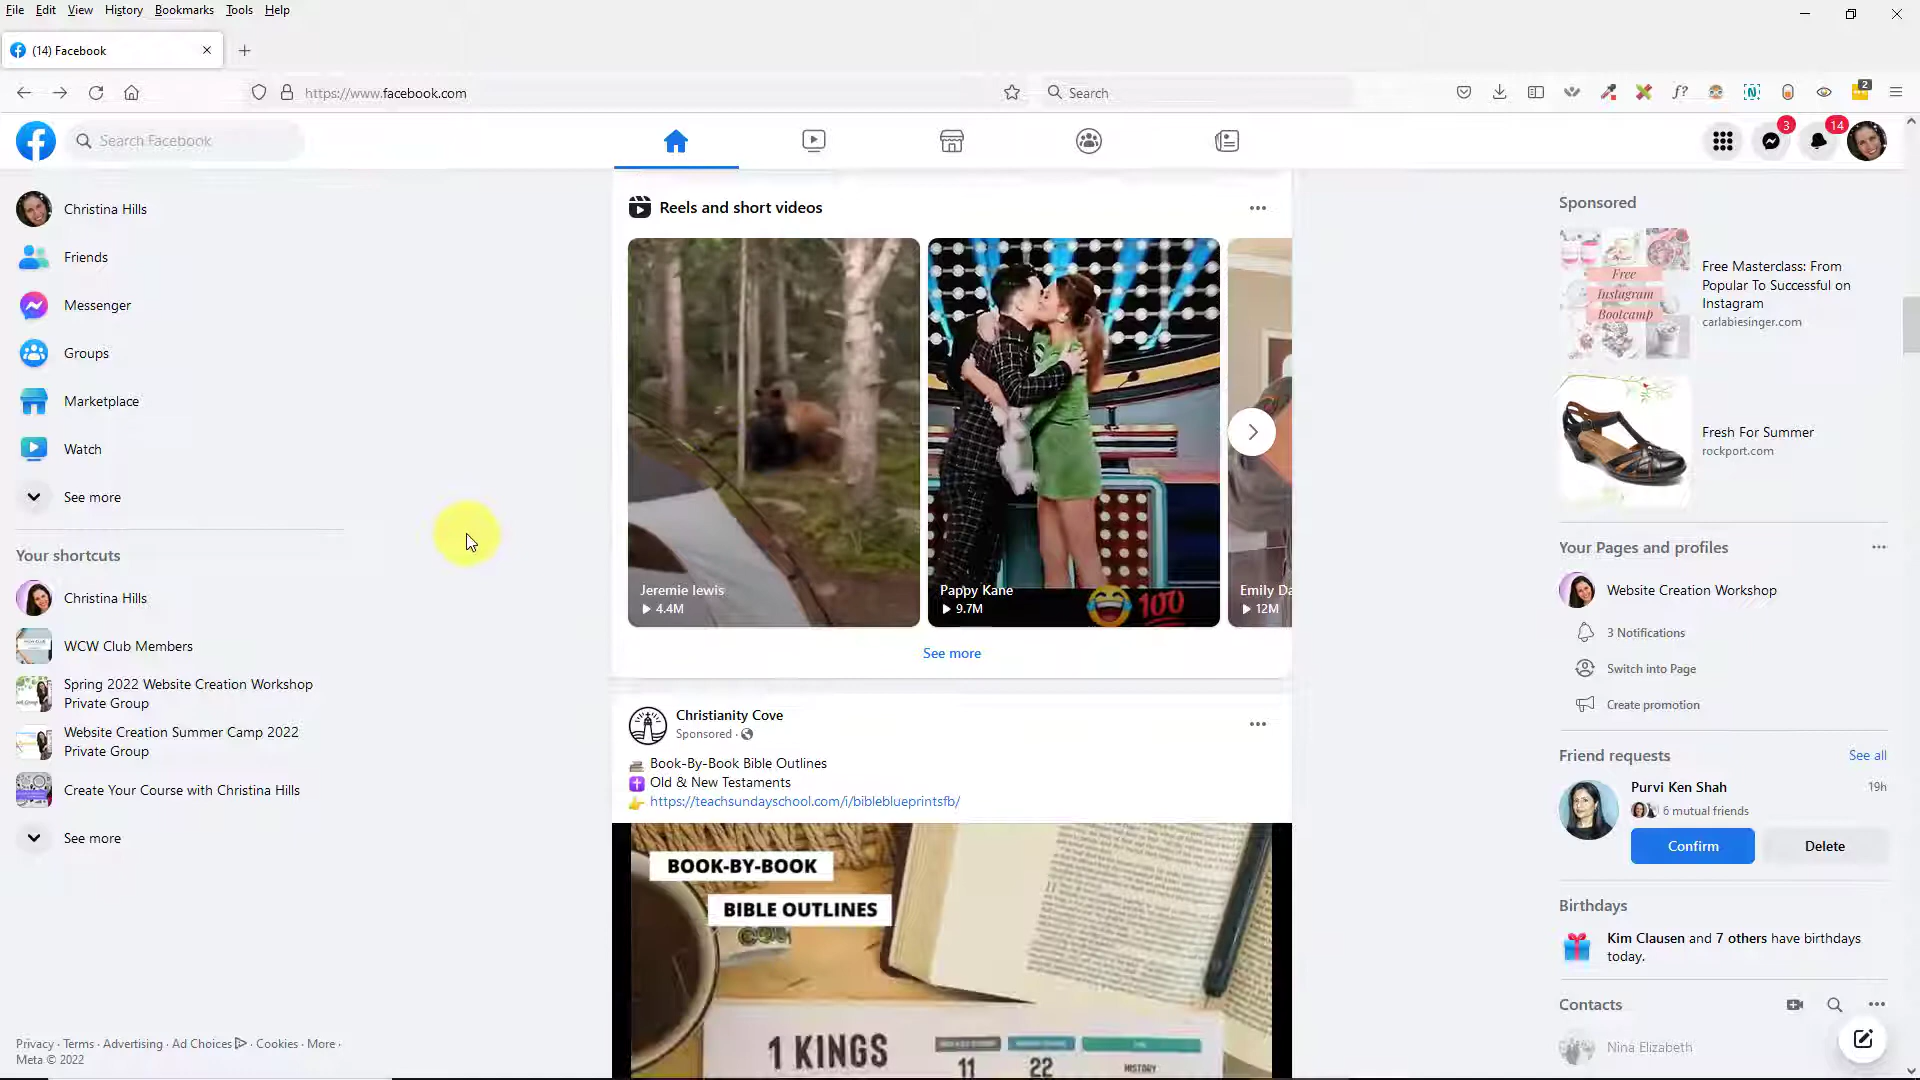 File Edit View History Bookmarks Tools Help
(14) Facebook
https://www.facebook.com
Search
2
Search Facebook
3
14
Christina Hills
Friends
Messenger
Groups
Marketplace
Watch
See more
Your shortcuts
Christina Hills
WCW Club Members
Spring 2022 Website Creation Workshop
Private Group
Website Creation Summer Camp 2022
Private Group
Create Your Course with Christina Hills
See more
Privacy · Terms · Advertising · Ad Choices · Cookies · More ·
Meta © 2022
Reels and short videos
Jeremie lewis
4.4M
Pappy Kane
9.7M
100
Emily Da
12M
See more
Christianity Cove
Sponsored ·
Book-By-Book Bible Outlines
Old & New Testaments
https://teachsundayschool.com/i/bibleblueprintsfb/
BOOK-BY-BOOK
BIBLE OUTLINES
1 KINGS
11
22
HISTORY
Sponsored
Free
Instagram
Bootcamp
Free Masterclass: From
Popular To Successful on
Instagram
carlabiesinger.com
Fresh For Summer
rockport.com
Your Pages and profiles
Website Creation Workshop
3 Notifications
Switch into Page
Create promotion
Friend requests
See all
Purvi Ken Shah
19h
6 mutual friends
Confirm
Delete
Birthdays
Kim Clausen and 7 others have birthdays
today.
Contacts
Nina Elizabeth